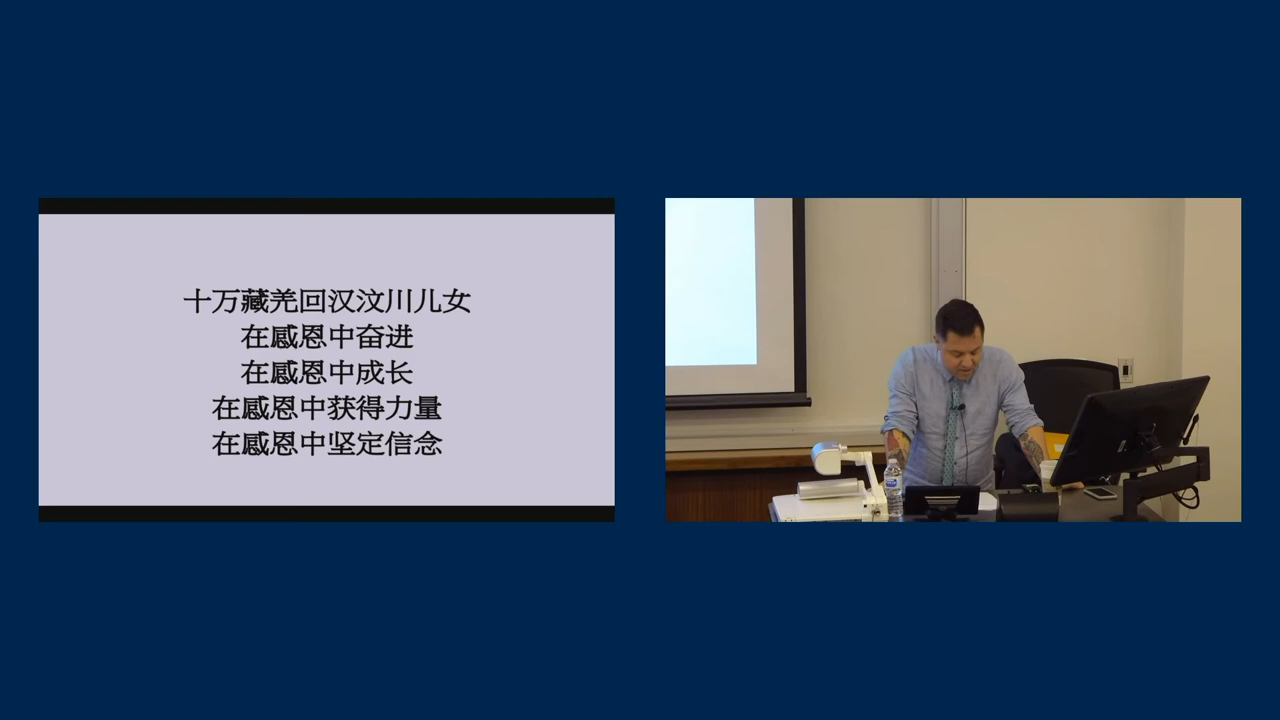 十万藏羌回汉汶川儿女
在感恩中奋进
在感恩中成长
在感恩中获得力量
在感恩中坚定信念